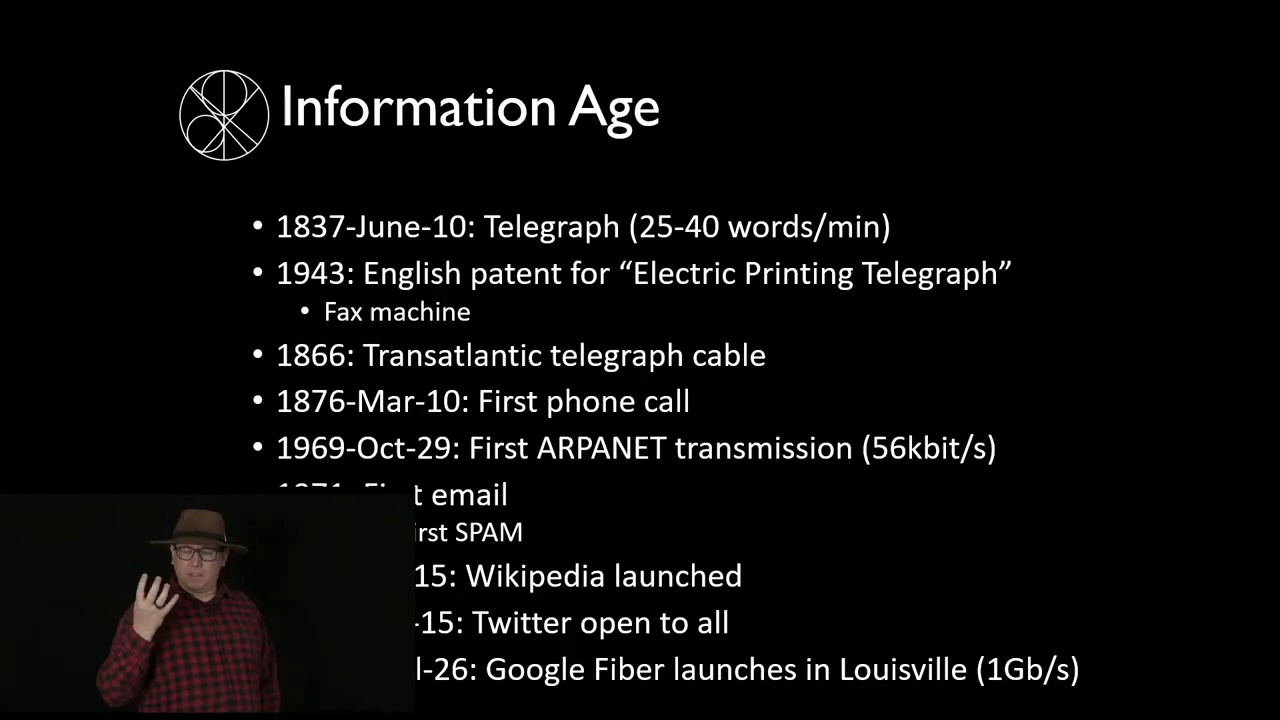 Information Age
• 1837-June-10: Telegraph (25-40 words/min)
• 1943: English patent for “Electric Printing Telegraph”
• Fax machine
• 1866: Transatlantic telegraph cable
• 1876-Mar-10: First phone call
• 1969-Oct-29: First ARPANET transmission (56kbit/s)
email
SPAM
15: Wikipedia launched
-15: Twitter open to all
-26: Google Fiber launches in Louisville (1Gb/s)